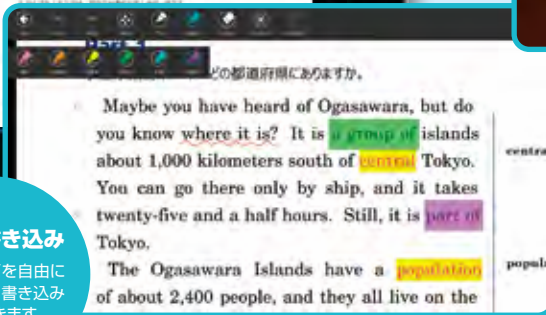 どの都道府県にありますか。
Maybe you have heard of Ogasawara, but do
you know where it is? It is a group of islands
about 1,000 kilometers south of central Tokyo.
You can go there only by ship, and it takes
twenty-five and a half hours. Still, it is part of
Tokyo.
The Ogasawara Islands have a population
of about 2,400 people, and they all live on the
centra
popula
き込み
を自由に
書き込み
きます